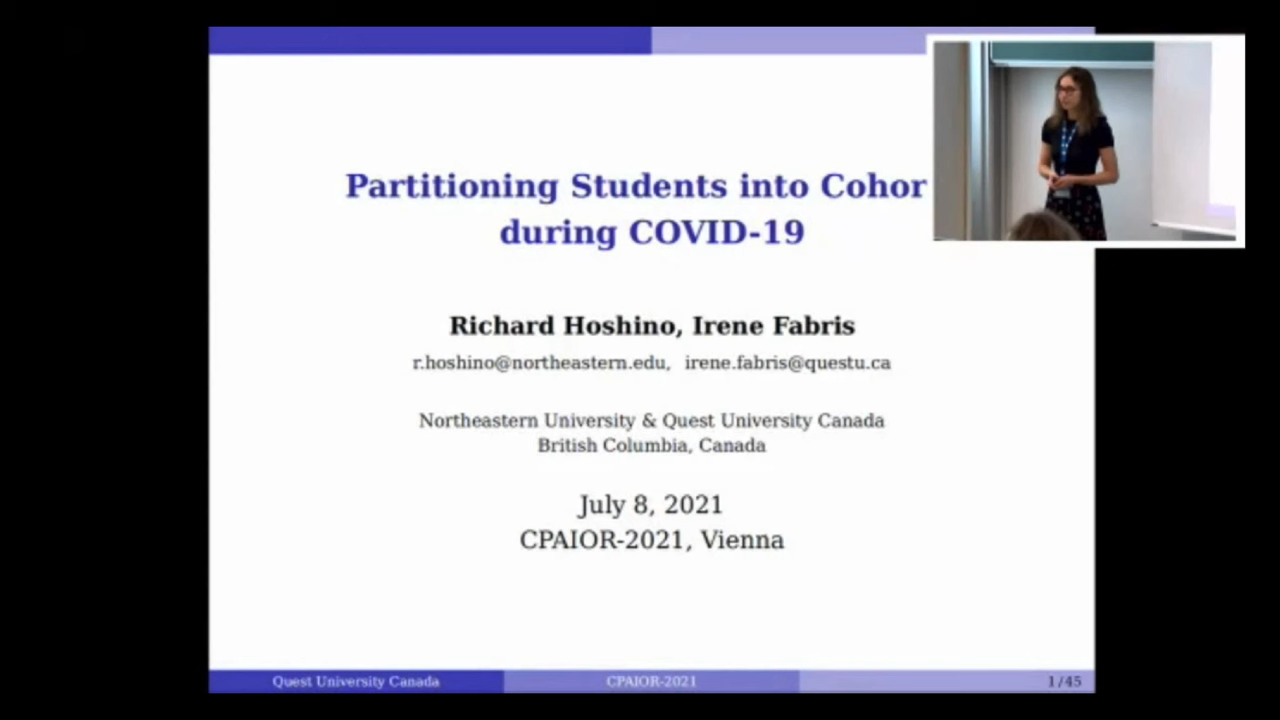 Partitioning Students into Cohor
during COVID-19
Richard Hoshino, Irene Fabris
r.hoshino@northeastern.edu, irene.fabris@questu.ca
Northeastern University & Quest University Canada
British Columbia, Canada
July 8, 2021
CPAIOR-2021, Vienna
Quest University Canada CPAIOR-2021 1/45